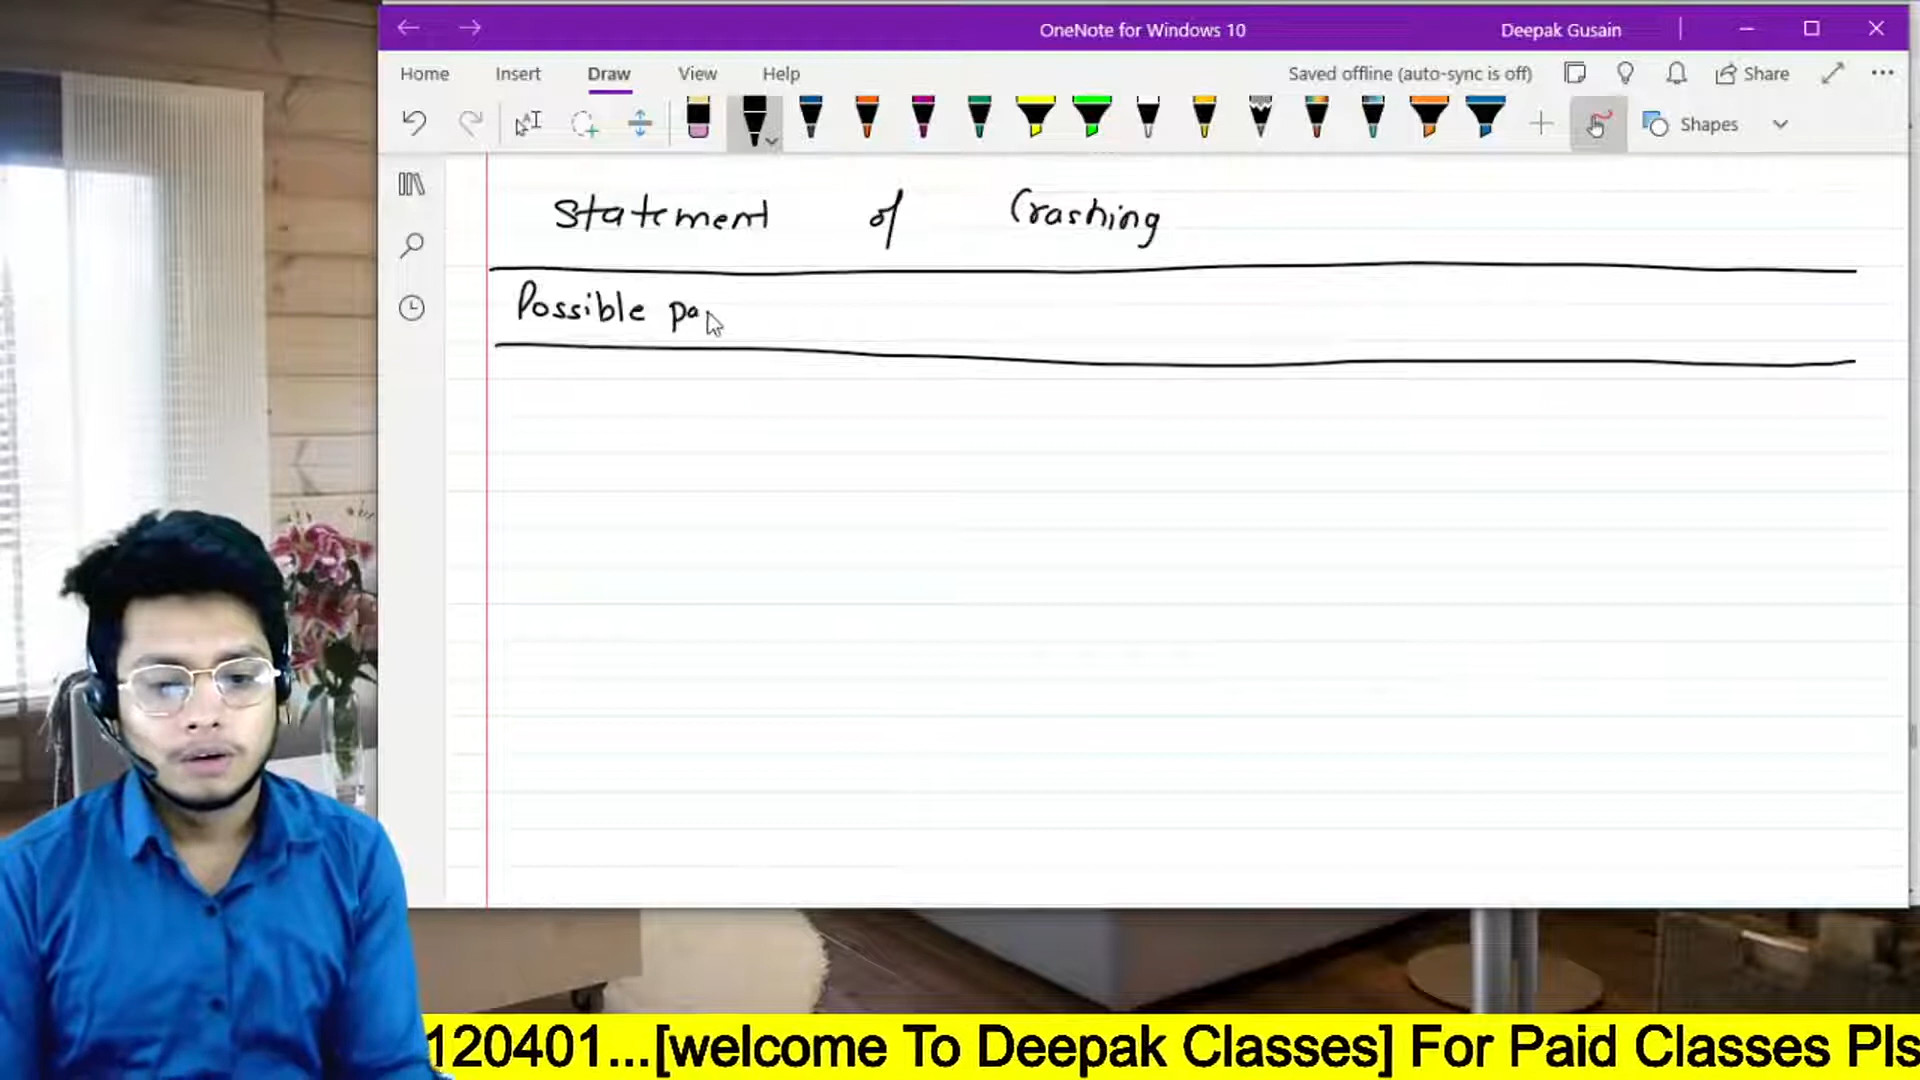 OneNote for Windows 10 Deepak Gusain
Home Insert Draw View Help Saved offline (auto-sync is off) Share
Shapes
Statement of Crashing
Possible pa
120401...[welcome To Deepak Classes] For Paid Classes Pls